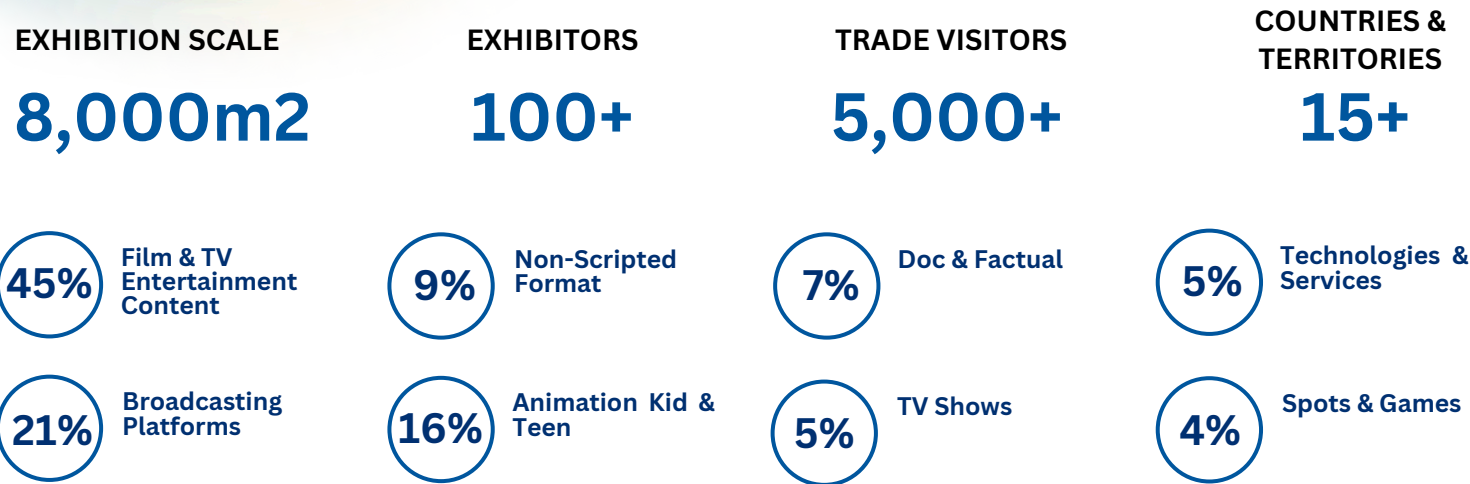 EXHIBITION SCALE
8,000m2
EXHIBITORS
100+
TRADE VISITORS
5,000+
COUNTRIES &
TERRITORIES
15+
45%
Film & TV
Entertainment
Content
9%
Non-Scripted
Format
7%
Doc & Factual
5%
Technologies &
Services
21%
Broadcasting
Platforms
16%
Animation Kid &
Teen
5%
TV Shows
4%
Spots & Games